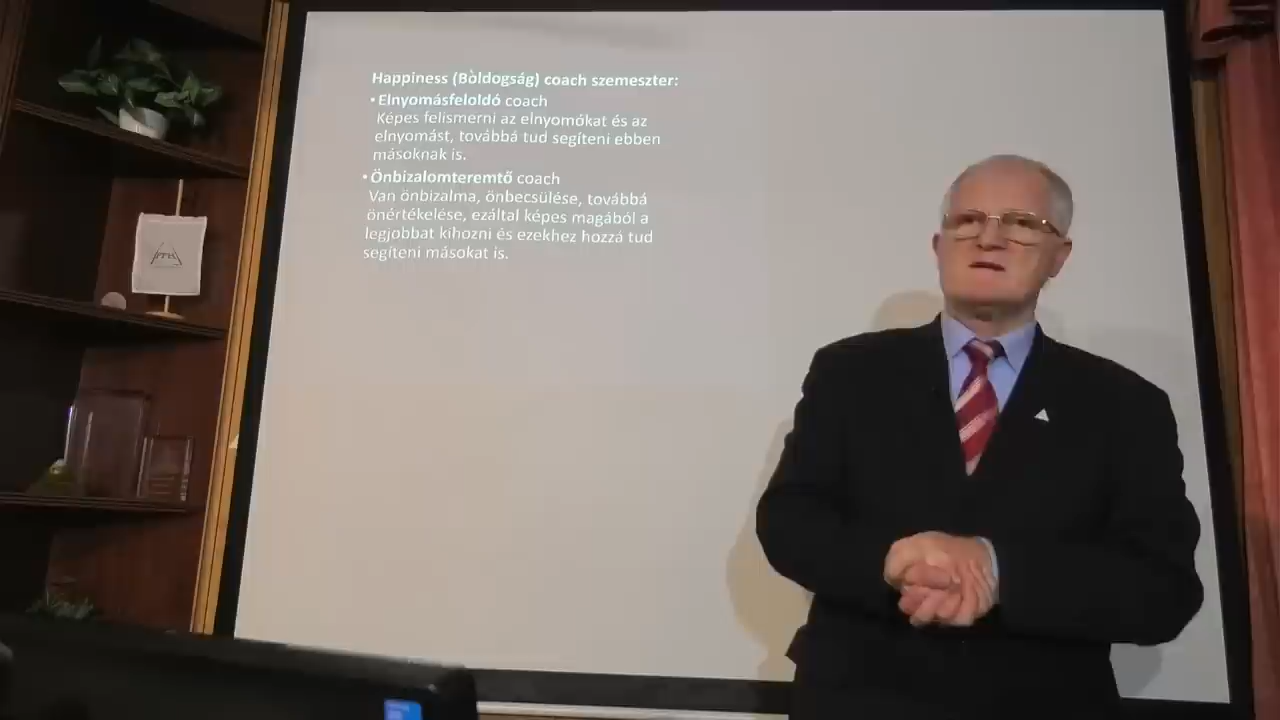 Happiness (Boldogság) coach szemeszter:
• Elnyomásfeloldó coach
Képes felismerni az elnyomókat és az
elnyomást, továbbá tud segíteni ebben
másoknak is.
• Önbizalomteremtő coach
Van önbizalma, önbecsülése, továbbá
önértékelése, ezáltal képes magából a
legjobbat kihozni és ezekhez hozzá tud
segíteni másokat is.